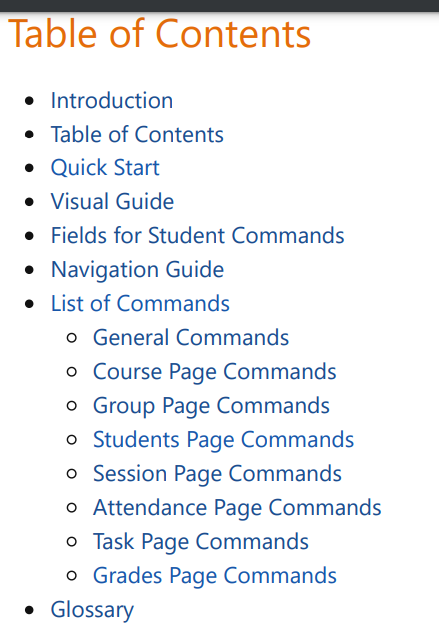 Table of Contents
Introduction
Table of Contents
Quick Start
Visual Guide
Fields for Student Commands
Navigation Guide
List of Commands
General Commands
Course Page Commands
Group Page Commands
Students Page Commands
Session Page Commands
Attendance Page Commands
Task Page Commands
Grades Page Commands
Glossary